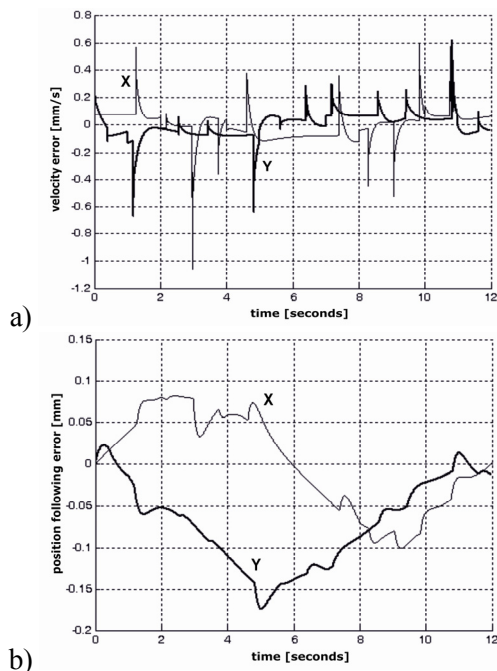 a)
velocity error [mm/s]
0.8
0.6
0.4
0.2
0
-0.2
-0.4
-0.6
-0.8
-1
-1.2
X
Y
0 2 4 6 8 10 12
time [seconds]
b)
position following error [mm]
0.15
0.1
0.05
0
-0.05
-0.1
-0.15
-0.2
X
Y
0 2 4 6 8 10 12
time [seconds]